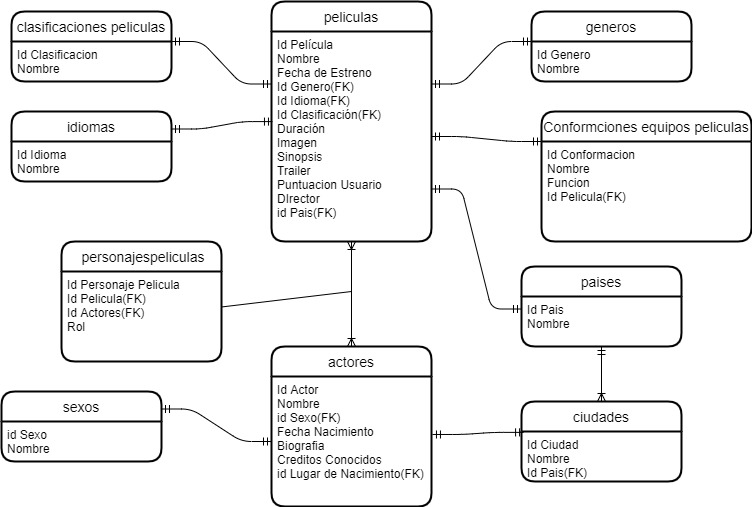 clasificaciones peliculas
Id Clasificacion
Nombre
idiomas
Id Idioma
Nombre
peliculas
Id Película
Nombre
Fecha de Estreno
Id Genero(FK)
Id Idioma(FK)
Id Clasificación(FK)
Duración
Imagen
Sinopsis
Trailer
Puntuacion Usuario
DIrector
id Pais(FK)
generos
Id Genero
Nombre
Conformciones equipos peliculas
Id Conformacion
Nombre
Funcion
Id Pelicula(FK)
personajespeliculas
Id Personaje Pelicula
Id Pelicula(FK)
Id Actores(FK)
Rol
paises
Id Pais
Nombre
sexos
id Sexo
Nombre
actores
Id Actor
Nombre
id Sexo(FK)
Fecha Nacimiento
Biografia
Creditos Conocidos
id Lugar de Nacimiento(FK)
ciudades
Id Ciudad
Nombre
Id Pais(FK)